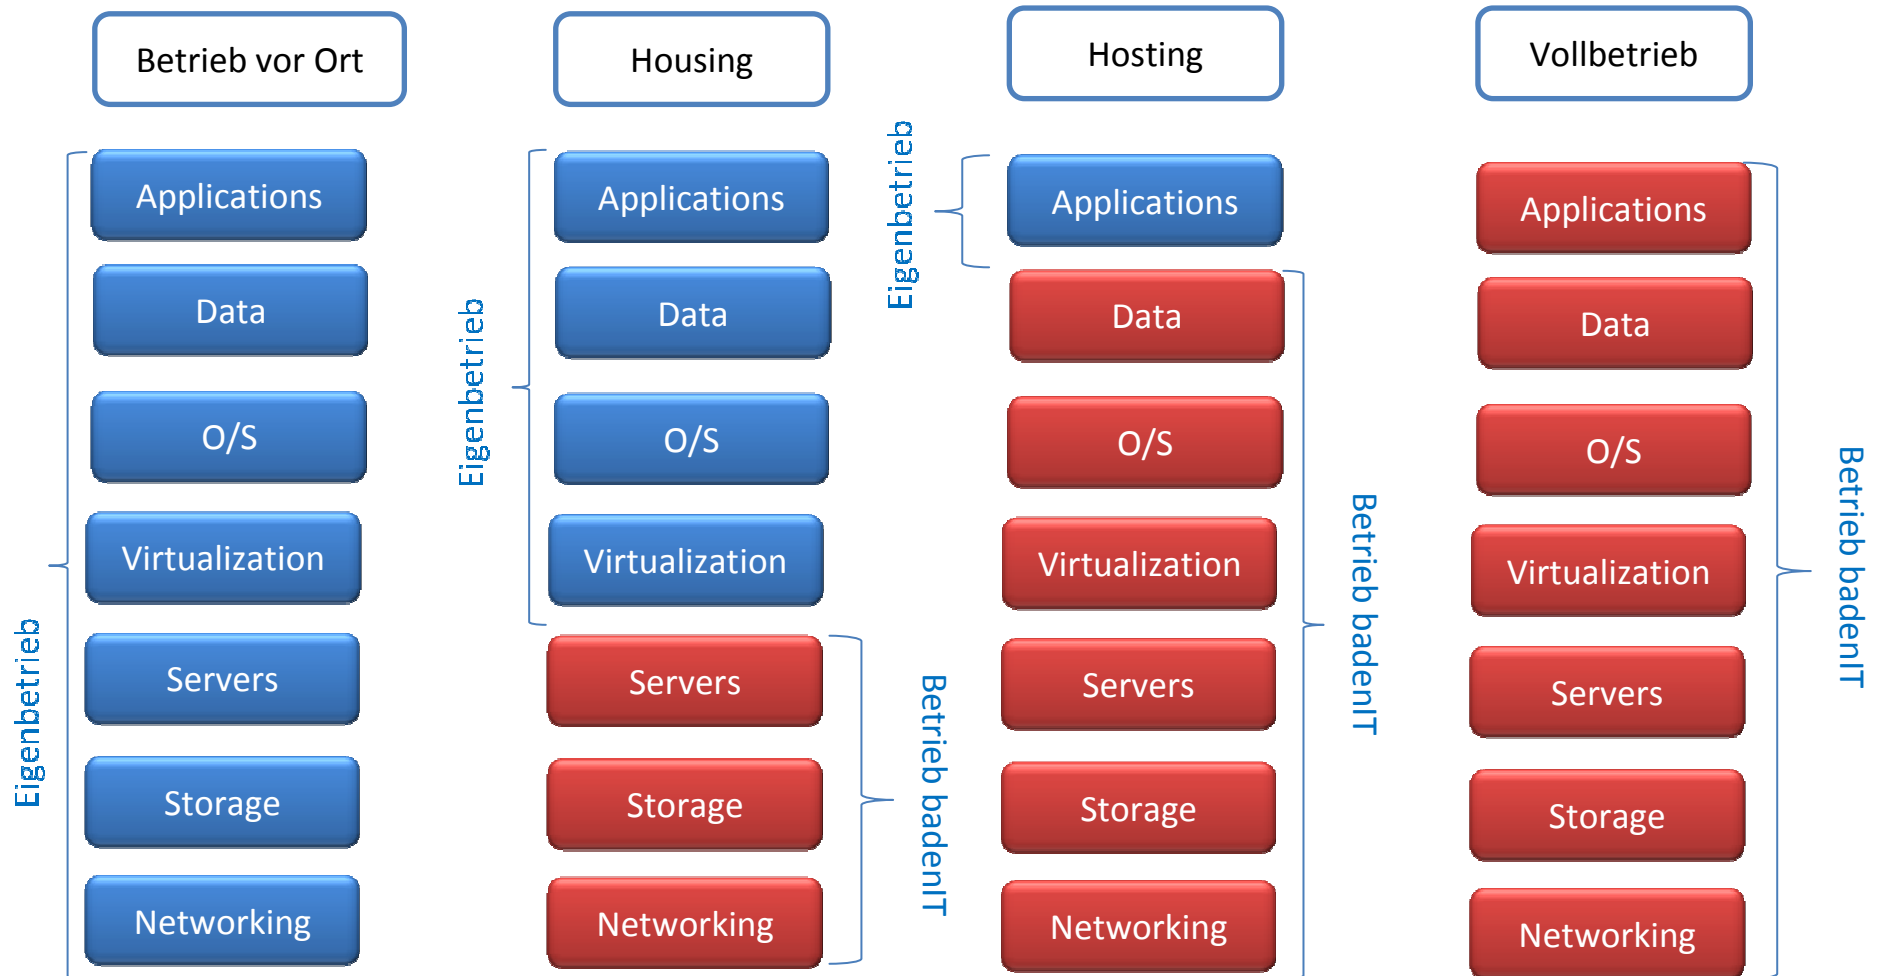 Betrieb vor Ort
Housing
Hosting
Vollbetrieb
Eigenbetrieb
Applications
Data
O/S
Virtualization
Servers
Storage
Networking
Eigenbetrieb
Applications
Data
O/S
Virtualization
Servers
Storage
Networking
Betrieb badenIT
Eigenbetrieb
Applications
Data
O/S
Virtualization
Servers
Storage
Networking
Betrieb badenIT
Applications
Data
O/S
Virtualization
Servers
Storage
Networking
Betrieb badenIT